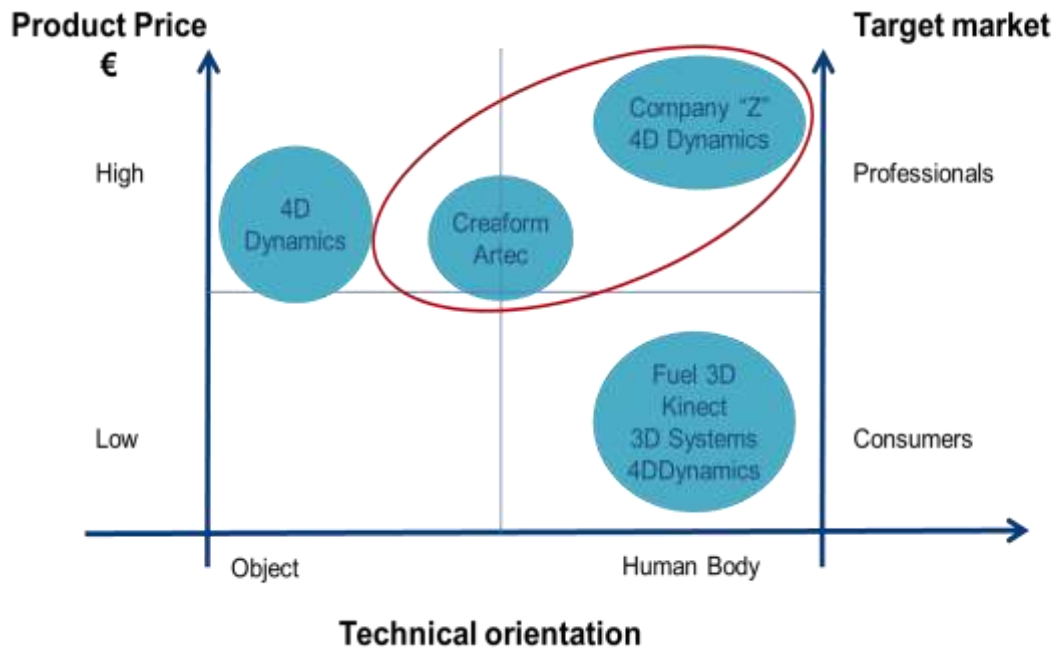 Product Price
€
Target market
High
Professionals
Company “Z”
4D Dynamics
4D
Dynamics
Creaform
Artec
Low
Consumers
Fuel 3D
Kinect
3D Systems
4DDynamics
Object
Human Body
Technical orientation